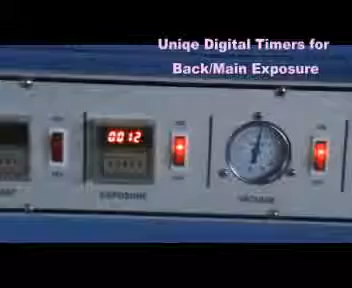 Uniqe Digital Timers for
Back/Main Exposure
0012
EXPOSURE
VACUUM